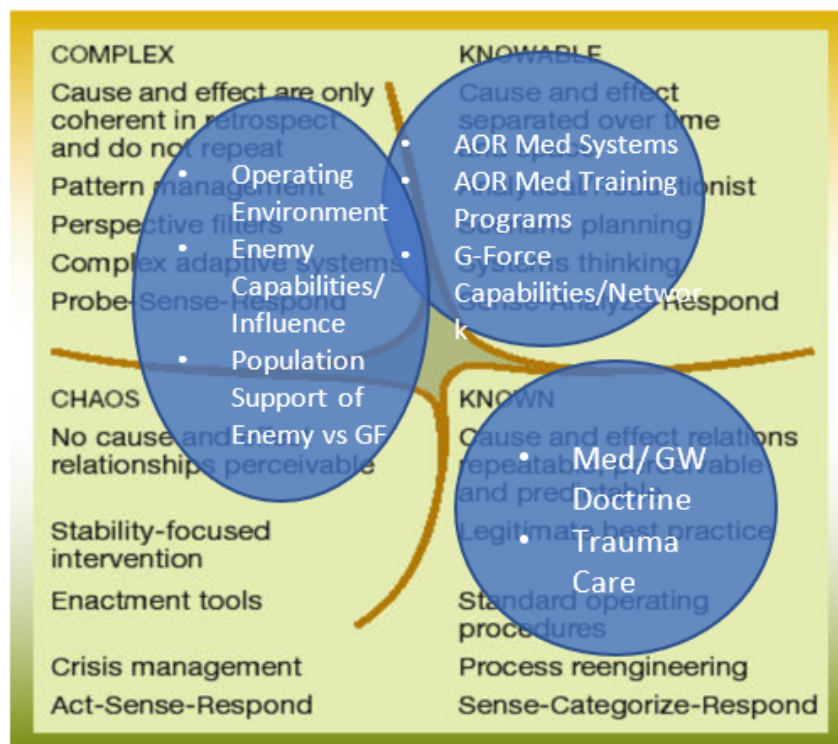 COMPLEX
Cause and effect are only
coherent in retrospect
and do not repeat
Pattern management
Perspective filters
Complex adaptive systems
Probe-Sense-Respond
• Operating
Environment
• Enemy
Capabilities/
Influence
• Population
Support of
Enemy vs GF
KNOWABLE
Cause and effect
separated over time
and
Analytical/Reductionist
planning
Systems thinking
Sense-Analyze-Respond
• AOR Med Systems
• AOR Med Training
Programs
• G-Force
Capabilities/Networ
k
CHAOS
No cause and effect
relationships perceivable
Stability-focused
intervention
Enactment tools
Crisis management
Act-Sense-Respond
KNOWN
Cause and effect relations
repeatable, perceivable
and predictable
Legitimate best practice
Standard operating
procedures
Process reengineering
Sense-Categorize-Respond
• Med/ GW
Doctrine
• Trauma
Care